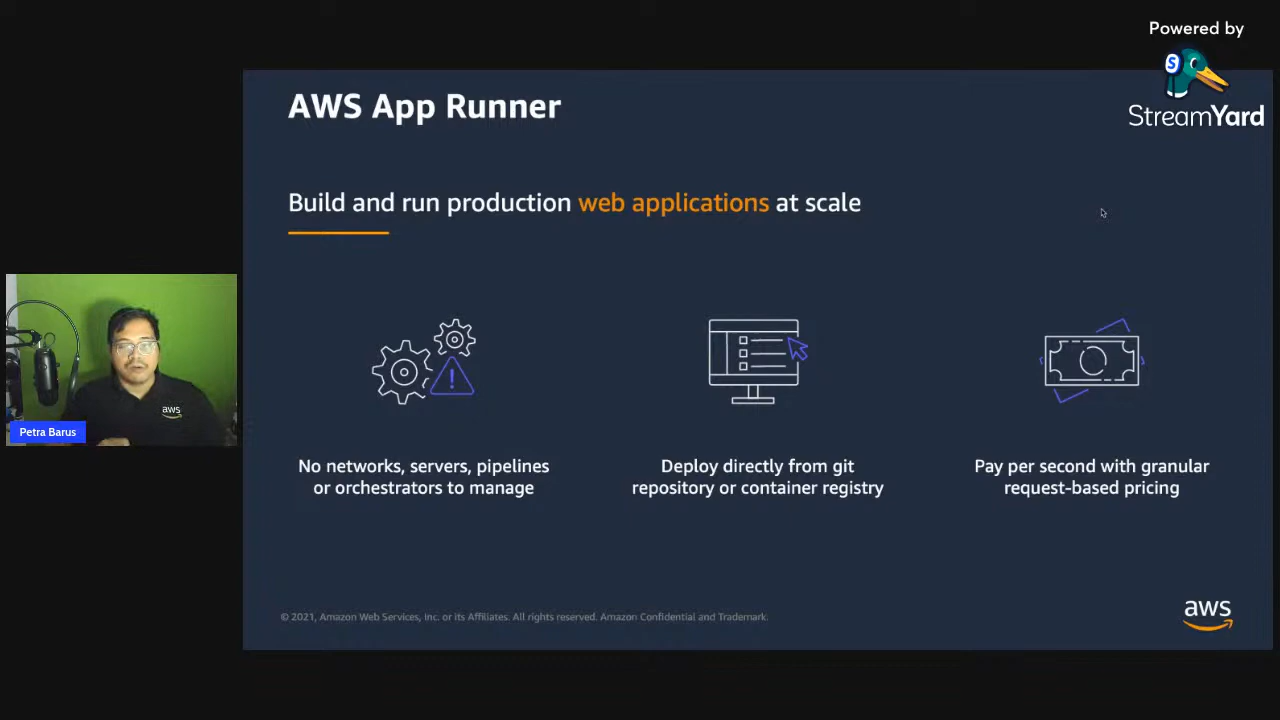 Powered by
StreamYard
AWS App Runner
Build and run production web applications at scale
aws
Petra Barus
No networks, servers, pipelines
or orchestrators to manage
Deploy directly from git
repository or container registry
Pay per second with granular
request-based pricing
© 2021, Amazon Web Services, Inc. or its Affiliates. All rights reserved. Amazon Confidential and Trademark.
aws